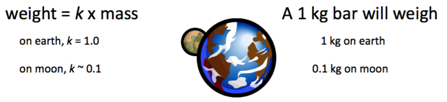 weight = k x mass
on earth, k = 1.0
on moon, k ~ 0.1
A 1 kg bar will weigh
1 kg on earth
0.1 kg on moon